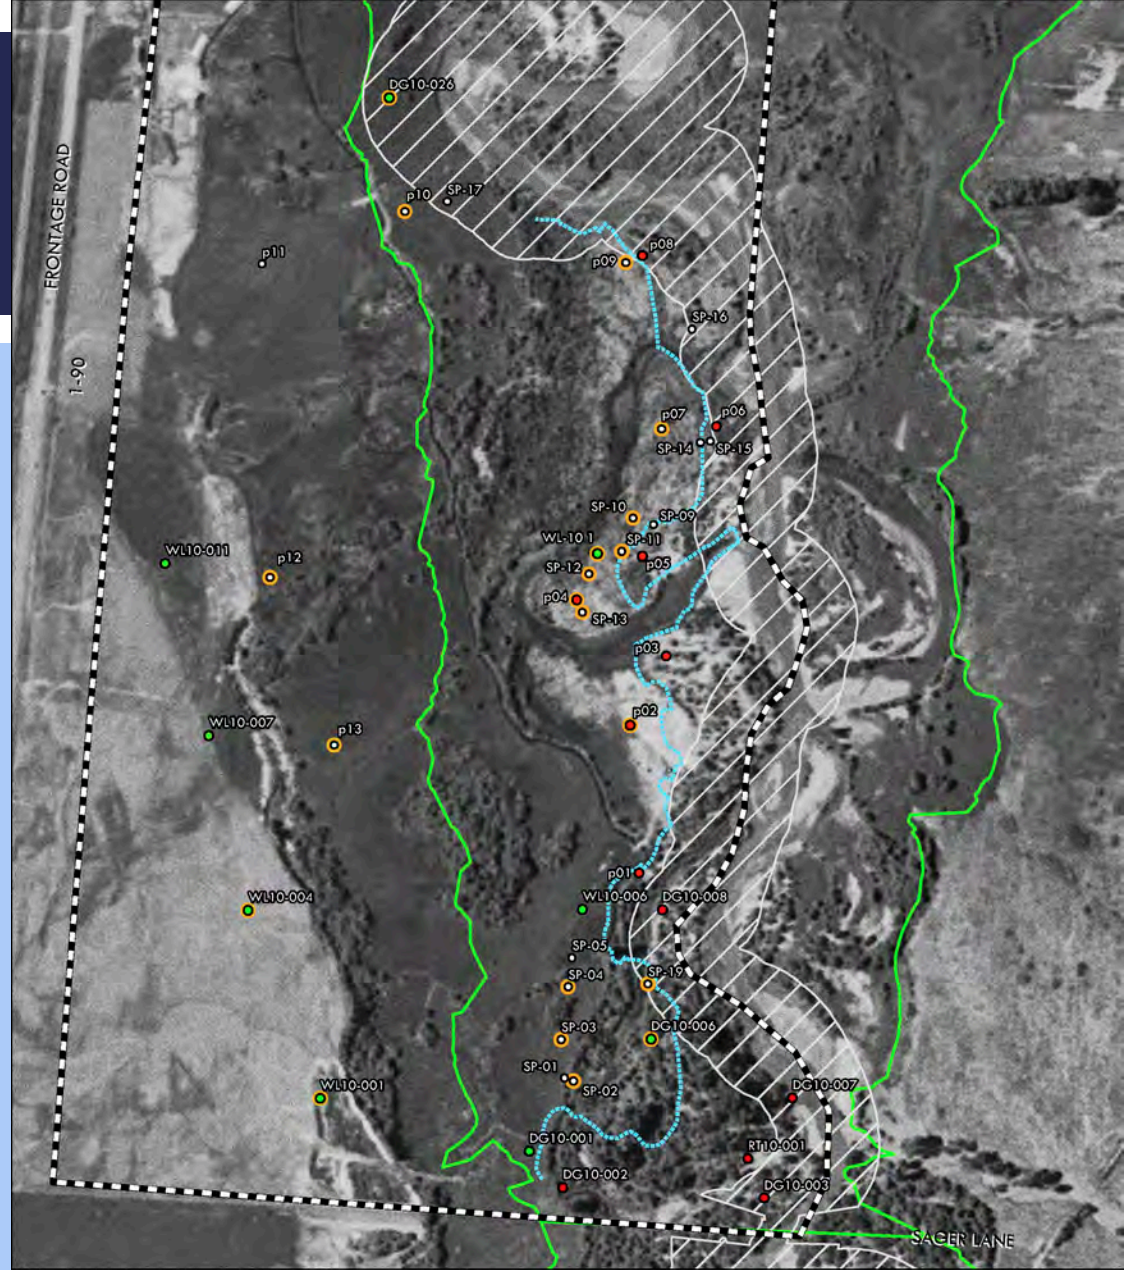 DG10-026
p10
SP-17
FRONTAGE ROAD
p11
p08
p09
SP-16
1-90
p07
p06
SP-14
SP-15
SP-10
SP-09
WL-10 1
SP-11
WL10-011
p12
SP-12
p05
p04
SP-13
p03
p02
WL10-007
p13
p01
WL10-004
WL10-006
DG10-008
SP-05
SP-04
SP-19
SP-03
DG10-006
SP-01
SP-02
WL10-001
DG10-007
DG10-001
RT10-001
DG10-002
DG10-003
SAGER LANE